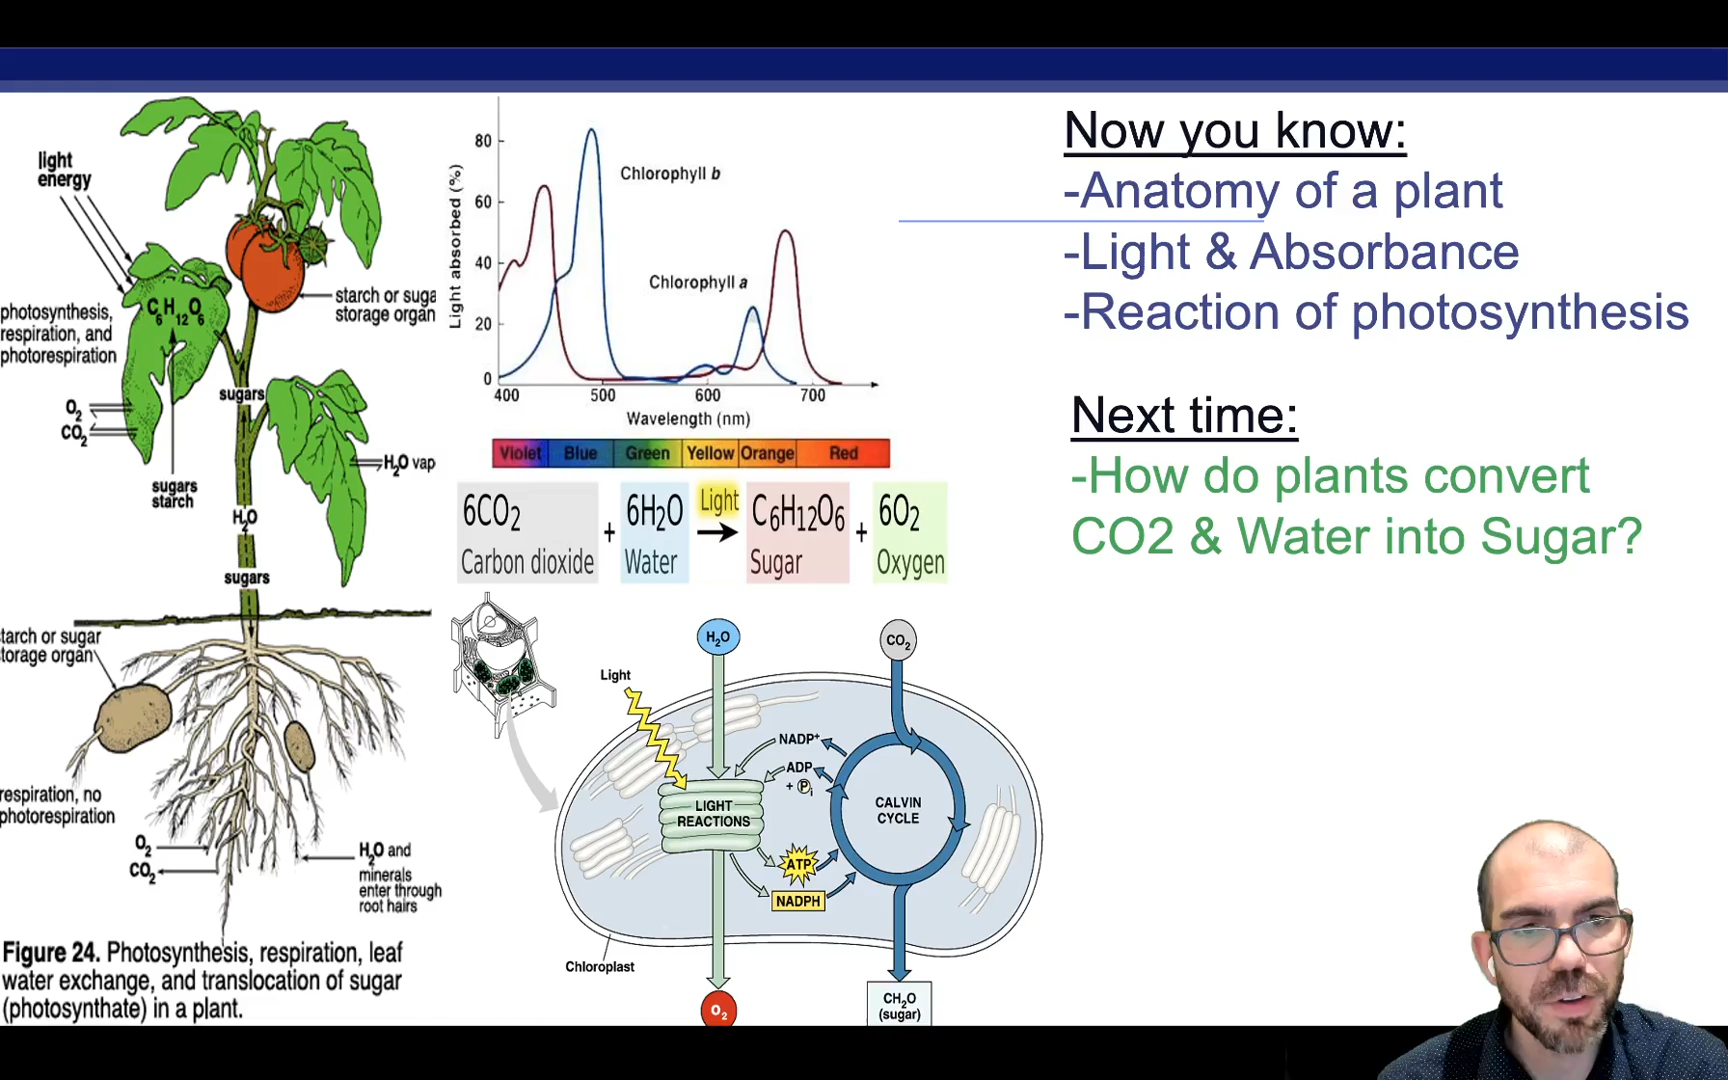 light
energy
photosynthesis,
respiration, and
photorespiration
C6H12O6
starch or suga
storage organ
sugars
O2
CO2
sugars
starch
H2O vap
H2O
sugars
tarch or sugar
torage organ
respiration, no
photorespiration
O2
CO2
H2O and
minerals
enter through
root hairs
Figure 24. Photosynthesis, respiration, leaf
water exchange, and translocation of sugar
(photosynthate) in a plant.
Light absorbed (%)
80
60
40
20
0
Chlorophyll b
Chlorophyll a
400 500 600 700
Wavelength (nm)
Violet Blue Green Yellow Orange Red
6CO2 + 6H2O Light → C6H12O6 + 6O2
Carbon dioxide Water Sugar Oxygen
H2O
CO2
Light
NADP+
ADP
+ Pi
LIGHT
REACTIONS
CALVIN
CYCLE
ATP
NADPH
Chloroplast
O2
CH2O
(sugar)
Now you know:
-Anatomy of a plant
-Light & Absorbance
-Reaction of photosynthesis
Next time:
-How do plants convert
CO2 & Water into Sugar?